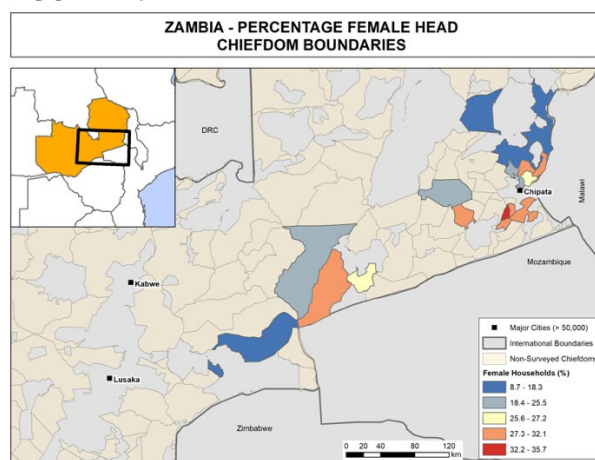 ZAMBIA - PERCENTAGE FEMALE HEAD
CHIEFDOM BOUNDARIES
DRC
Malawi
Chipata
Mozambique
Kabwe
Lusaka
Zimbabwe
Major Cities (> 50,000)
International Boundaries
Non-Surveyed Chiefdoms
Female Households (%)
8.7 - 18.3
18.4 - 25.5
25.6 - 27.2
27.3 - 32.1
32.2 - 35.7
0 20 40 80 120
km